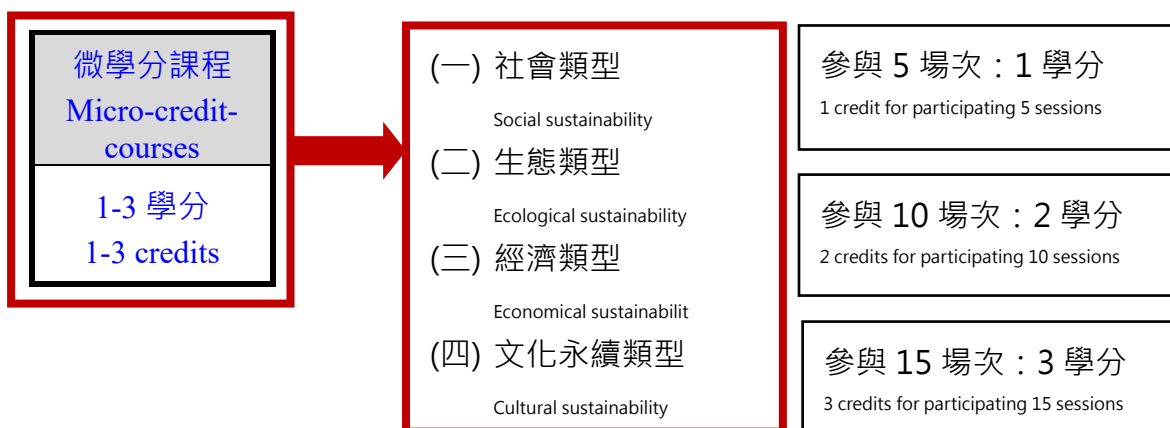 微學分課程
Micro-credit-
courses
1-3 學分
1-3 credits
(一) 社會類型
Social sustainability
(二) 生態類型
Ecological sustainability
(三) 經濟類型
Economical sustainabilit
(四) 文化永續類型
Cultural sustainability
參與 5 場次：1 學分
1 credit for participating 5 sessions
參與 10 場次：2 學分
2 credits for participating 10 sessions
參與 15 場次：3 學分
3 credits for participating 15 sessions